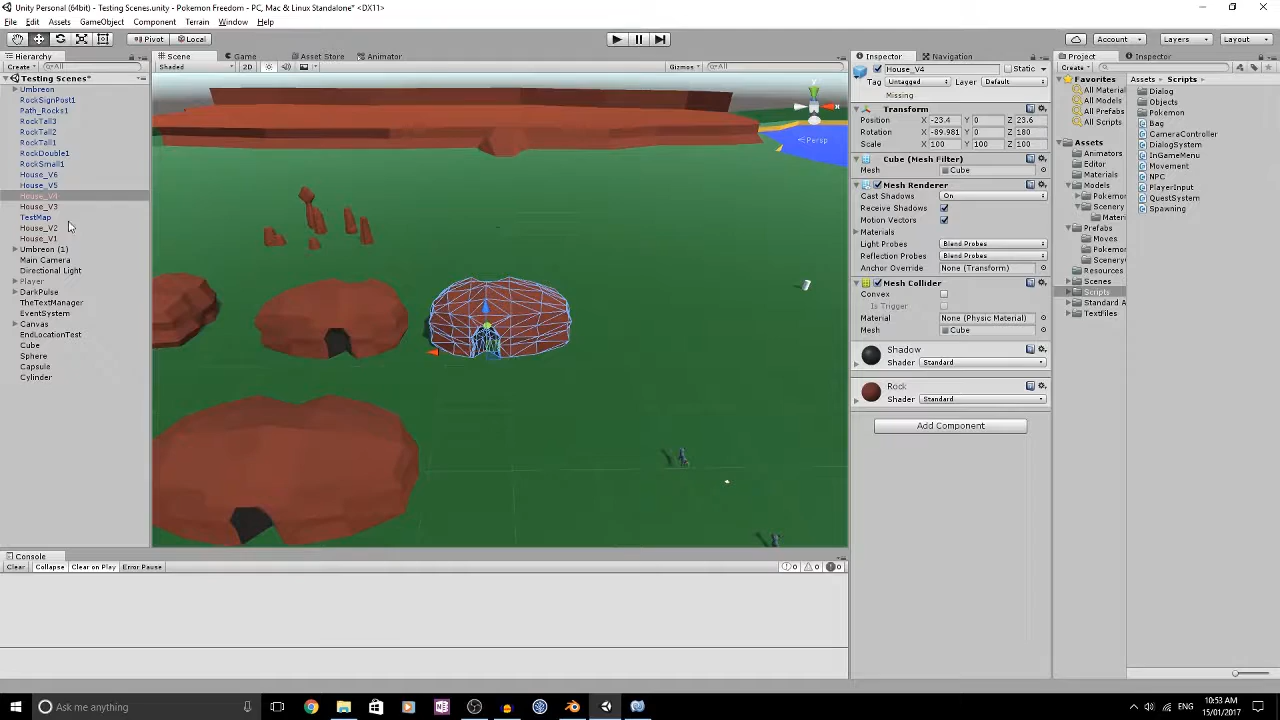 Unity Personal (64bit) - Testing Scenes.unity - Pokemon Freedom - PC, Mac & Linux Standalone* <DX11>
File Edit Assets GameObject Component Terrain Window Help
Pivot Local Account Layers Layout
Hierarchy
Create All
Testing Scenes*
Umbreon
RockSignPost1
Path_Rocks1
RockTall3
RockTall2
RockTall1
RockDouble1
RockSmall1
House_V6
House_V5
House_V4
House_V3
TestMap
House_V2
House_V1
Umbreon (1)
Main Camera
Directional Light
Player
DarkPulse
TheTextManager
EventSystem
Canvas
EndLocationTest
Cube
Sphere
Capsule
Cylinder
Scene Game Asset Store Animator
Shaded 2D Gizmos All
y
x
Persp
Console
Clear Collapse Clear on Play Error Pause 0 0 0
Inspector Navigation
House_V4 Static
Tag Untagged Layer Default
Missing
Transform
Position X -23.4 Y 0 Z 23.6
Rotation X -89.981 Y 0 Z 180
Scale X 100 Y 100 Z 100
Cube (Mesh Filter)
Mesh Cube
Mesh Renderer
Cast Shadows On
Receive Shadows
Motion Vectors
Materials
Light Probes Blend Probes
Reflection Probes Blend Probes
Anchor Override None (Transform)
Mesh Collider
Convex
Is Trigger
Material None (Physic Material)
Mesh Cube
Shadow
Shader Standard
Rock
Shader Standard
Add Component
Project Inspector
Create
Favorites
All Material
All Models
All Prefabs
All Scripts
Assets
Animators
Editor
Materials
Models
Pokemo
Scenery
Materi
Prefabs
Moves
Pokemo
Scenery
Resources
Scenes
Scripts
Standard A
TextFiles
Assets Scripts
Dialog
Objects
Pokemon
Bag
CameraController
DialogSystem
InGameMenu
Movement
NPC
PlayerInput
QuestSystem
Spawning
Ask me anything
ENG
10:53 AM
15/01/2017